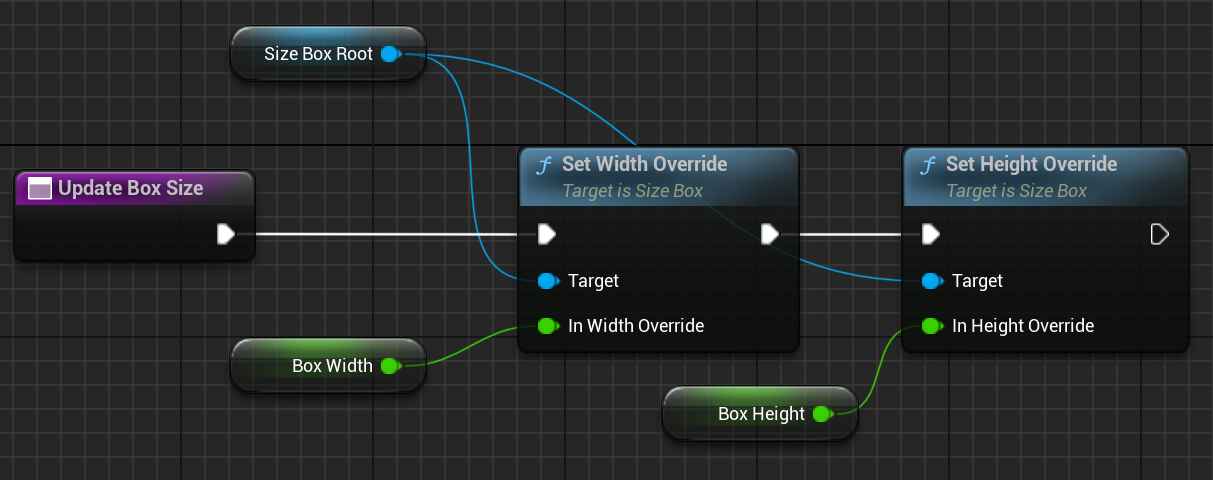 Size Box Root
Update Box Size
Set Width Override
Target is Size Box
Target
In Width Override
Box Width
Set Height Override
Target is Size Box
Target
In Height Override
Box Height